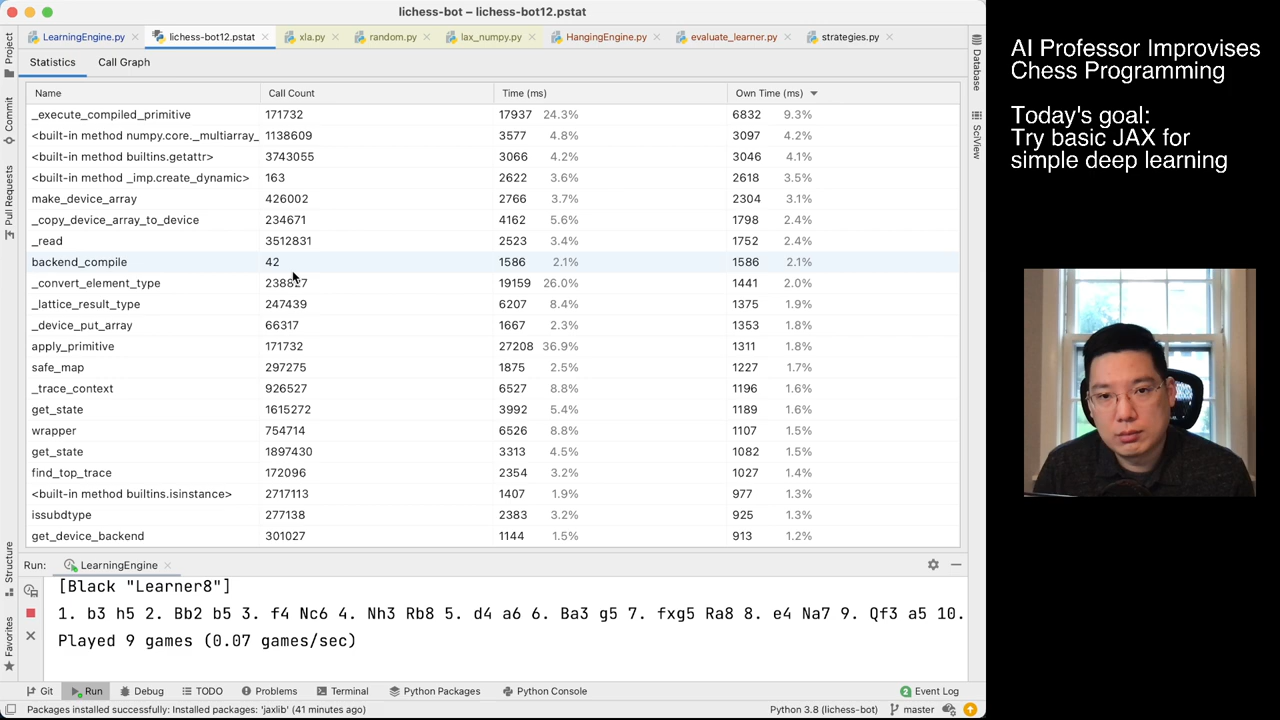 lichess-bot – lichess-bot12.pstat
LearningEngine.py
lichess-bot12.pstat
xla.py
random.py
lax_numpy.py
HangingEngine.py
evaluate_learner.py
strategies.py
Project
Commit
Pull Requests
Structure
Favorites
Database
SciView
Statistics
Call Graph
Name Call Count Time (ms) Own Time (ms)
_execute_compiled_primitive 171732 17937 24.3% 6832 9.3%
<built-in method numpy.core._multiarray_ 1138609 3577 4.8% 3097 4.2%
<built-in method builtins.getattr> 3743055 3066 4.2% 3046 4.1%
<built-in method _imp.create_dynamic> 163 2622 3.6% 2618 3.5%
make_device_array 426002 2766 3.7% 2304 3.1%
_copy_device_array_to_device 234671 4162 5.6% 1798 2.4%
_read 3512831 2523 3.4% 1752 2.4%
backend_compile 42 1586 2.1% 1586 2.1%
_convert_element_type 238827 19159 26.0% 1441 2.0%
_lattice_result_type 247439 6207 8.4% 1375 1.9%
_device_put_array 66317 1667 2.3% 1353 1.8%
apply_primitive 171732 27208 36.9% 1311 1.8%
safe_map 297275 1875 2.5% 1227 1.7%
_trace_context 926527 6527 8.8% 1196 1.6%
get_state 1615272 3992 5.4% 1189 1.6%
wrapper 754714 6526 8.8% 1107 1.5%
get_state 1897430 3313 4.5% 1082 1.5%
find_top_trace 172096 2354 3.2% 1027 1.4%
<built-in method builtins.isinstance> 2717113 1407 1.9% 977 1.3%
issubdtype 277138 2383 3.2% 925 1.3%
get_device_backend 301027 1144 1.5% 913 1.2%
Run: LearningEngine
[Black "Learner8"]
1. b3 h5 2. Bb2 b5 3. f4 Nc6 4. Nh3 Rb8 5. d4 a6 6. Ba3 g5 7. fxg5 Ra8 8. e4 Na7 9. Qf3 a5 10.
Played 9 games (0.07 games/sec)
Git Run Debug TODO Problems Terminal Python Packages Python Console 2 Event Log
Packages installed successfully: Installed packages: 'jaxlib' (41 minutes ago) Python 3.8 (lichess-bot) master
AI Professor Improvises
Chess Programming
Today's goal:
Try basic JAX for
simple deep learning